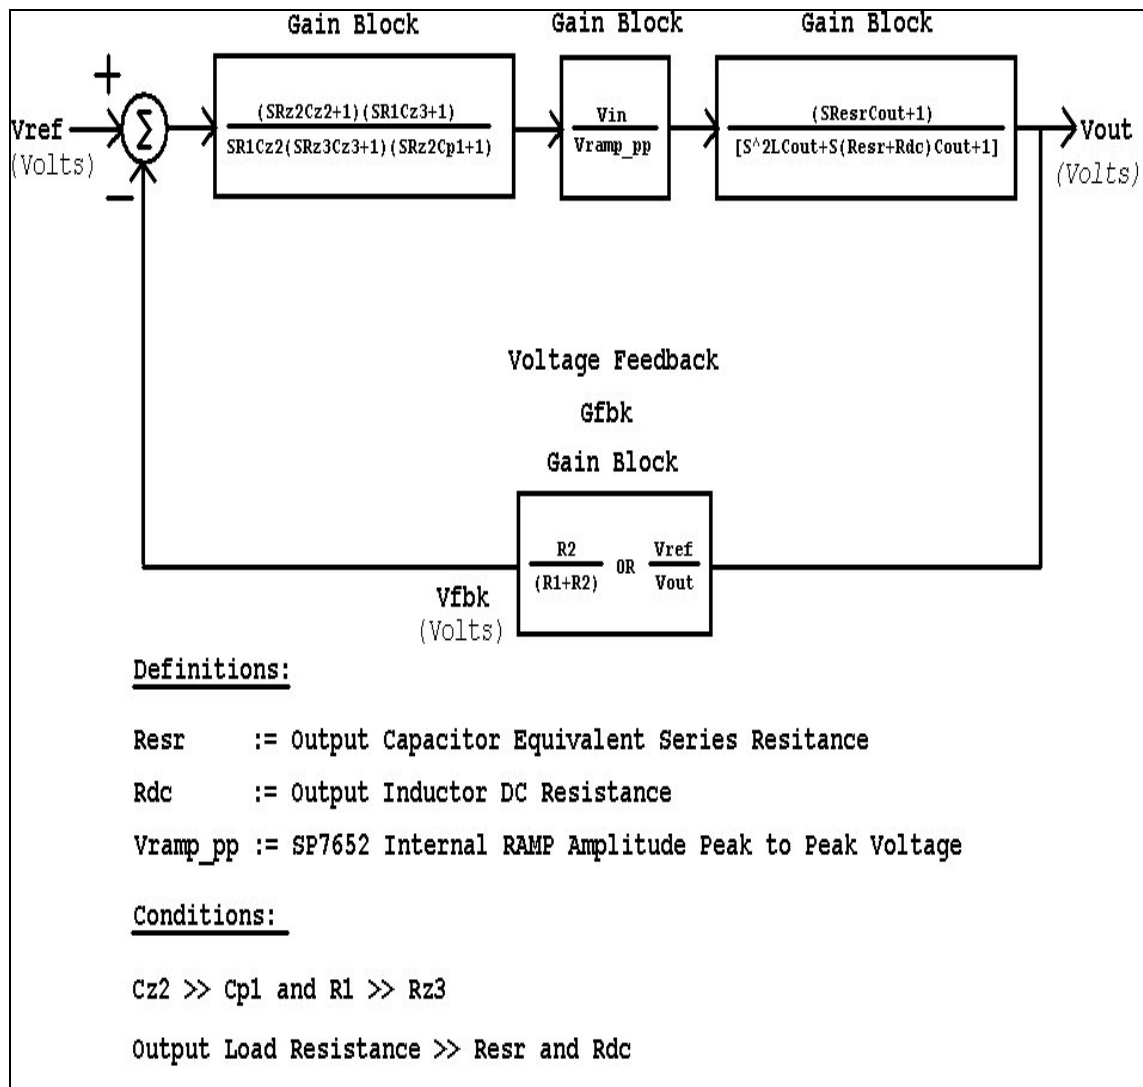 Gain Block
Gain Block
Gain Block
+
Vref
(Volts)
Σ
−
(SRz2Cz2+1)(SR1Cz3+1)
SR1Cz2(SRz3Cz3+1)(SRz2Cp1+1)
Vin
Vramp_pp
(SResrCout+1)
[S^2LCout+S(Resr+Rdc)Cout+1]
Vout
(Volts)
Voltage Feedback
Gfbk
Gain Block
R2
(R1+R2)
OR
Vref
Vout
Vfbk
(Volts)
Definitions:
Resr := Output Capacitor Equivalent Series Resitance
Rdc := Output Inductor DC Resistance
Vramp_pp := SP7652 Internal RAMP Amplitude Peak to Peak Voltage
Conditions:
Cz2 >> Cp1 and R1 >> Rz3
Output Load Resistance >> Resr and Rdc